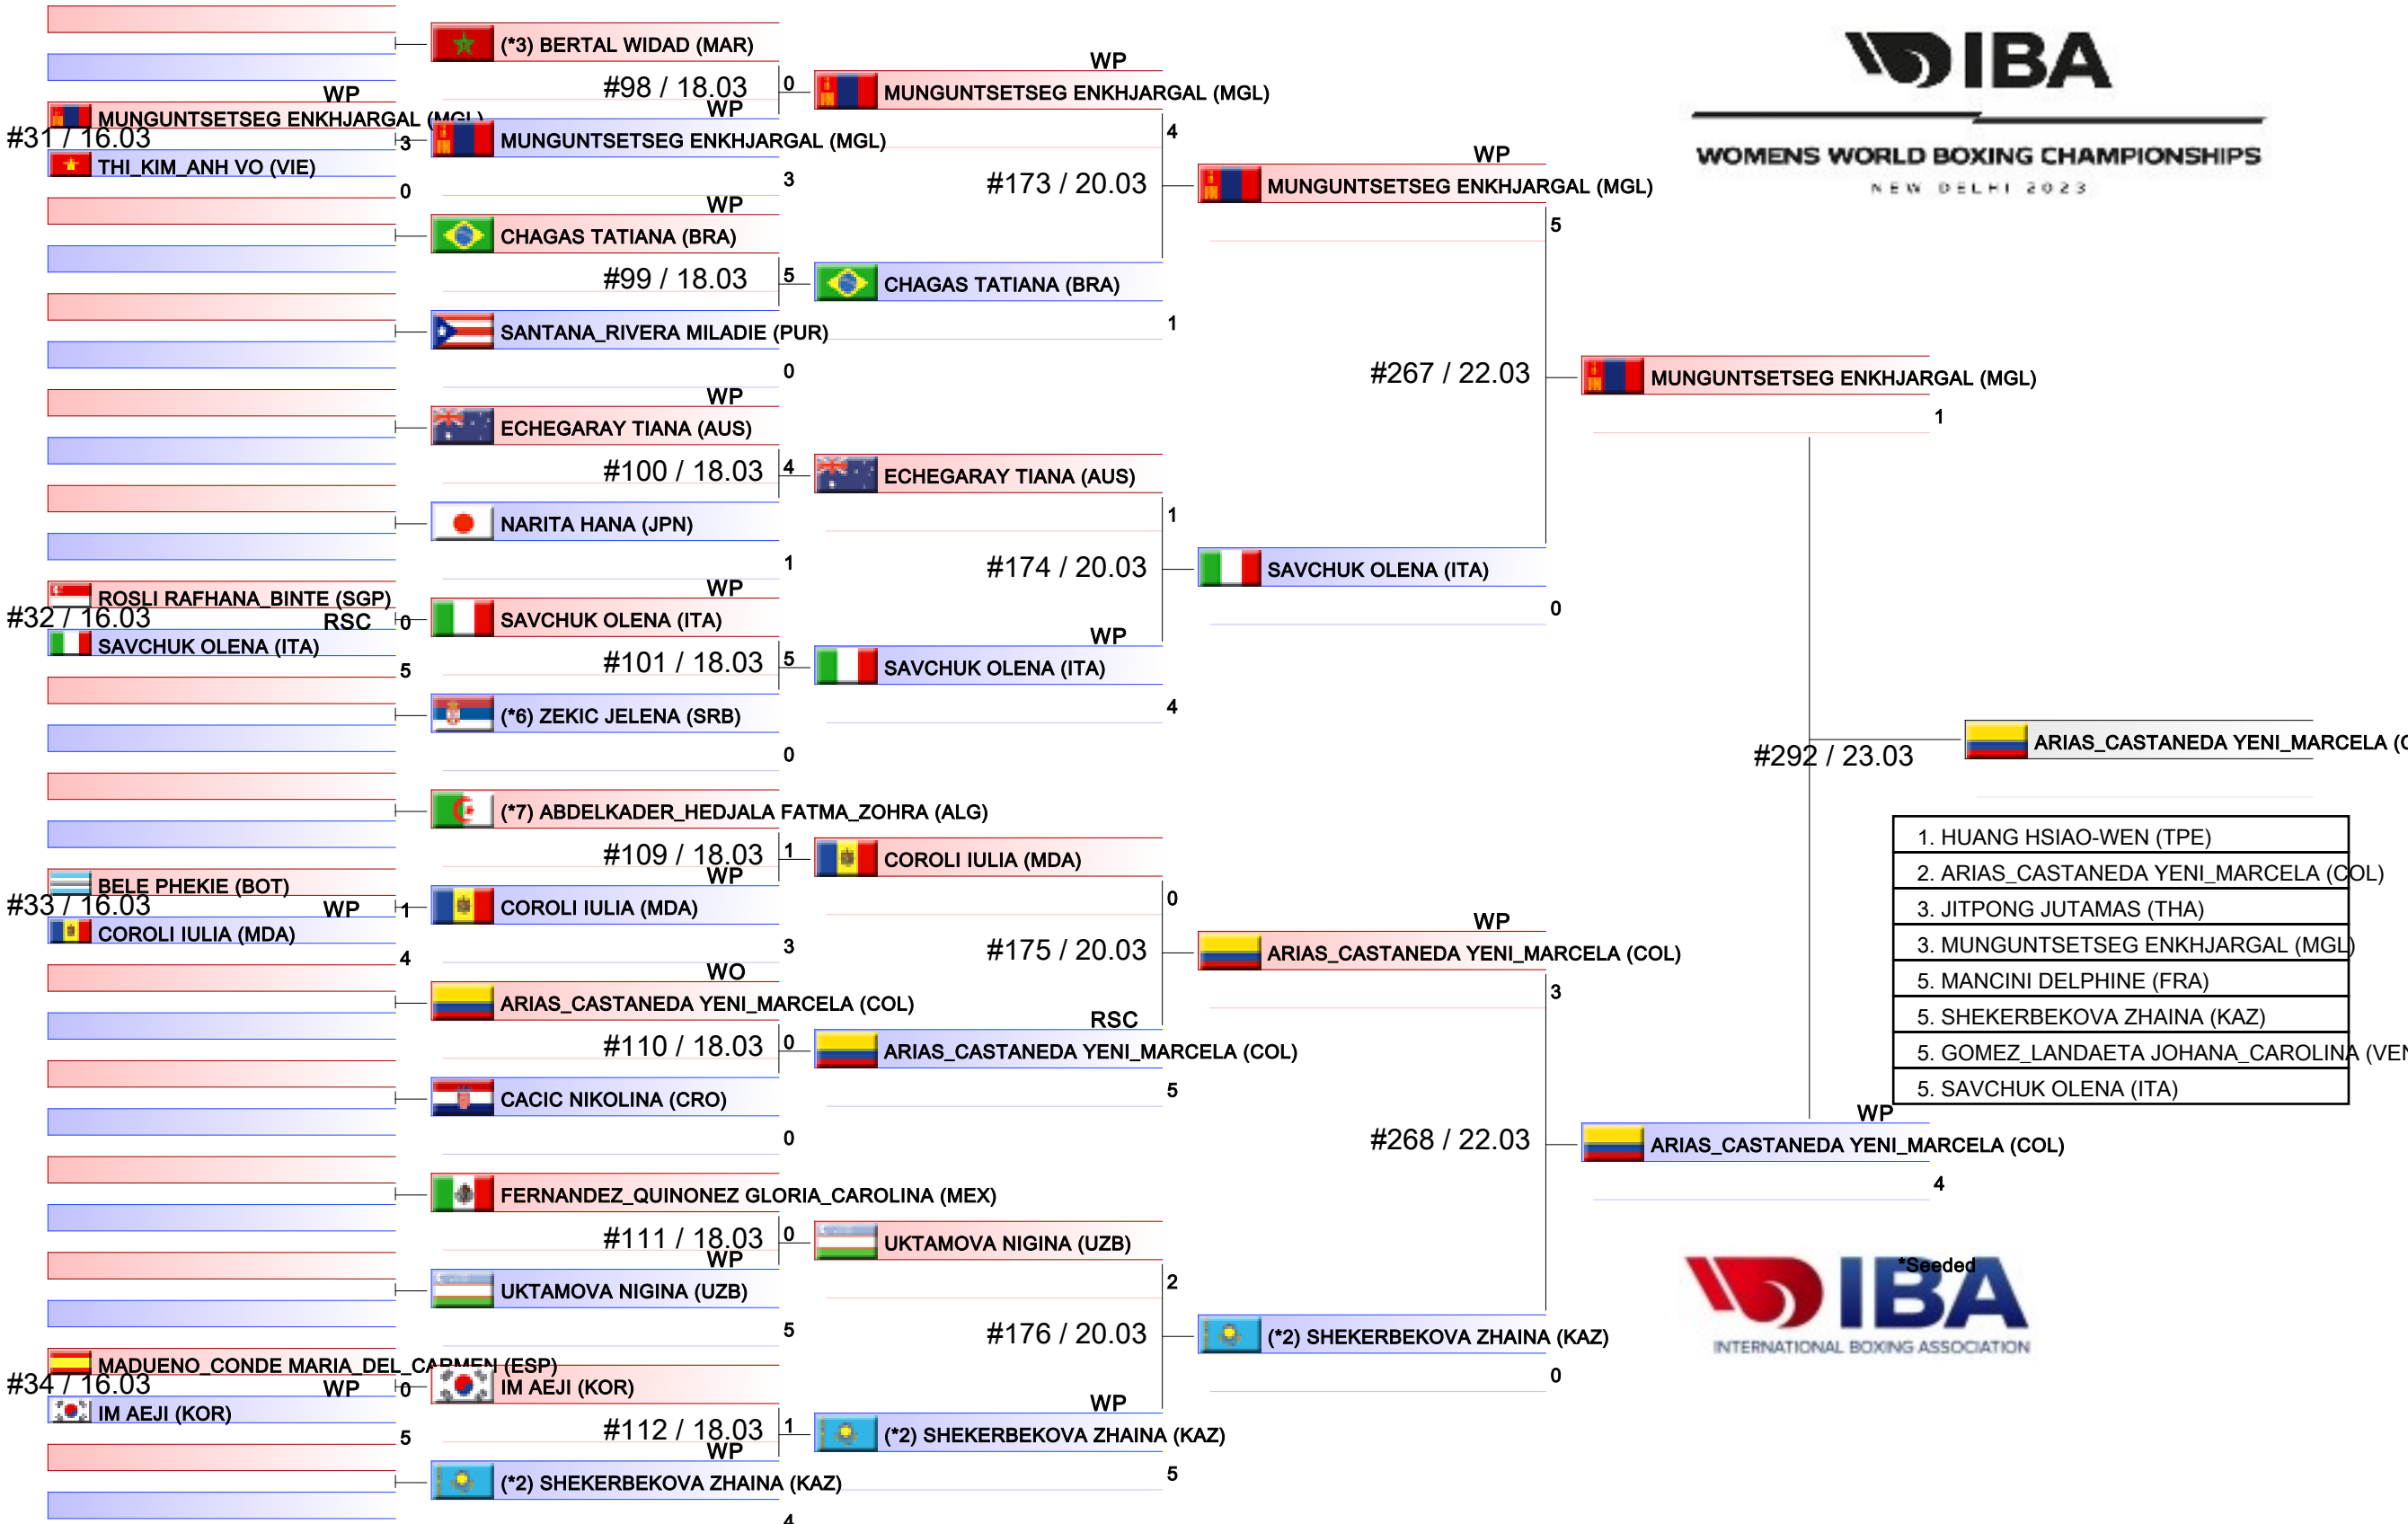 IBA
WOMENS WORLD BOXING CHAMPIONSHIPS
NEW DELHI 2023
WP
MUNGUNTSETSEG ENKHJARGAL (MGL)
#31 / 16.03
3
THI_KIM_ANH VO (VIE)
0
ROSLI RAFHANA_BINTE (SGP)
#32 / 16.03
RSC
0
SAVCHUK OLENA (ITA)
5
BELE PHEKIE (BOT)
#33 / 16.03
WP
1
COROLI IULIA (MDA)
4
MADUENO_CONDE MARIA_DEL_CARMEN (ESP)
#34 / 16.03
WP
0
IM AEJI (KOR)
5
(*3) BERTAL WIDAD (MAR)
#98 / 18.03
0
WP
MUNGUNTSETSEG ENKHJARGAL (MGL)
3
WP
CHAGAS TATIANA (BRA)
#99 / 18.03
5
SANTANA_RIVERA MILADIE (PUR)
0
WP
ECHEGARAY TIANA (AUS)
#100 / 18.03
4
NARITA HANA (JPN)
1
WP
SAVCHUK OLENA (ITA)
#101 / 18.03
5
(*6) ZEKIC JELENA (SRB)
0
(*7) ABDELKADER_HEDJALA FATMA_ZOHRA (ALG)
#109 / 18.03
1
WP
COROLI IULIA (MDA)
3
WO
ARIAS_CASTANEDA YENI_MARCELA (COL)
#110 / 18.03
0
CACIC NIKOLINA (CRO)
0
FERNANDEZ_QUINONEZ GLORIA_CAROLINA (MEX)
#111 / 18.03
0
WP
UKTAMOVA NIGINA (UZB)
5
IM AEJI (KOR)
#112 / 18.03
1
WP
(*2) SHEKERBEKOVA ZHAINA (KAZ)
4
WP
MUNGUNTSETSEG ENKHJARGAL (MGL)
4
#173 / 20.03
CHAGAS TATIANA (BRA)
1
ECHEGARAY TIANA (AUS)
1
#174 / 20.03
WP
SAVCHUK OLENA (ITA)
4
COROLI IULIA (MDA)
0
#175 / 20.03
RSC
ARIAS_CASTANEDA YENI_MARCELA (COL)
5
UKTAMOVA NIGINA (UZB)
2
#176 / 20.03
WP
(*2) SHEKERBEKOVA ZHAINA (KAZ)
5
WP
MUNGUNTSETSEG ENKHJARGAL (MGL)
5
#267 / 22.03
SAVCHUK OLENA (ITA)
0
WP
ARIAS_CASTANEDA YENI_MARCELA (COL)
3
#268 / 22.03
(*2) SHEKERBEKOVA ZHAINA (KAZ)
0
MUNGUNTSETSEG ENKHJARGAL (MGL)
1
#292 / 23.03
WP
ARIAS_CASTANEDA YENI_MARCELA (COL)
4
ARIAS_CASTANEDA YENI_MARCELA (
1. HUANG HSIAO-WEN (TPE)
2. ARIAS_CASTANEDA YENI_MARCELA (COL)
3. JITPONG JUTAMAS (THA)
3. MUNGUNTSETSEG ENKHJARGAL (MGL)
5. MANCINI DELPHINE (FRA)
5. SHEKERBEKOVA ZHAINA (KAZ)
5. GOMEZ_LANDAETA JOHANA_CAROLINA (VEN
5. SAVCHUK OLENA (ITA)
*Seeded
IBA
INTERNATIONAL BOXING ASSOCIATION